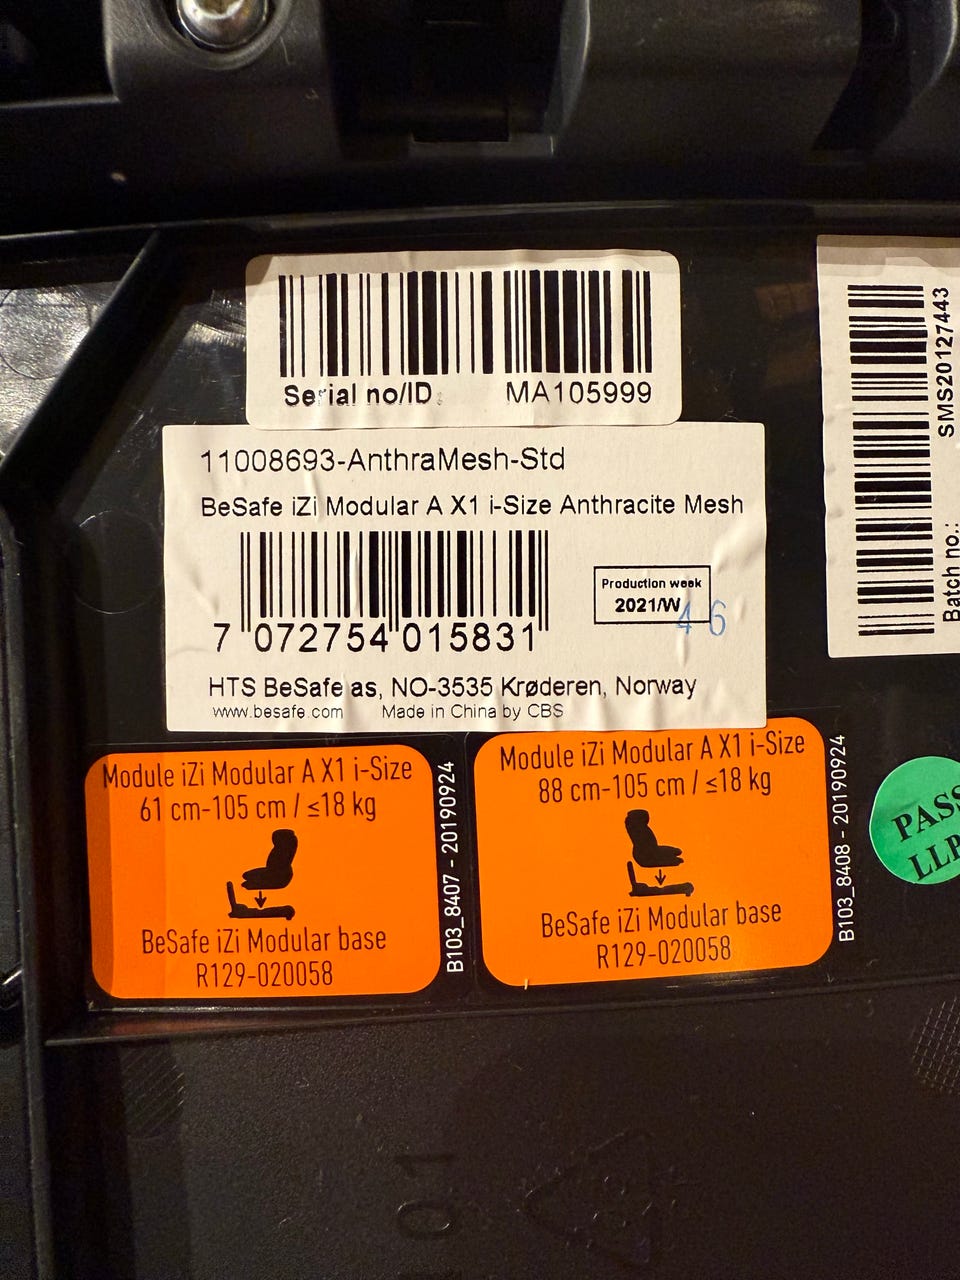 Serial no/ID: MA105999
11008693-AnthraMesh-Std
BeSafe iZi Modular A X1 i-Size Anthracite Mesh
Production week
2021/W 46
7 072754 015831
HTS BeSafe as, NO-3535 Krøderen, Norway
www.besafe.com Made in China by CBS
SMS20127443
Batch no.:
Module iZi Modular A X1 i-Size
61 cm-105 cm / ≤18 kg
BeSafe iZi Modular base
R129-020058
B103_8407 - 20190924
Module iZi Modular A X1 i-Size
88 cm-105 cm / ≤18 kg
BeSafe iZi Modular base
R129-020058
B103_8408 - 20190924
PASS
LLP
01